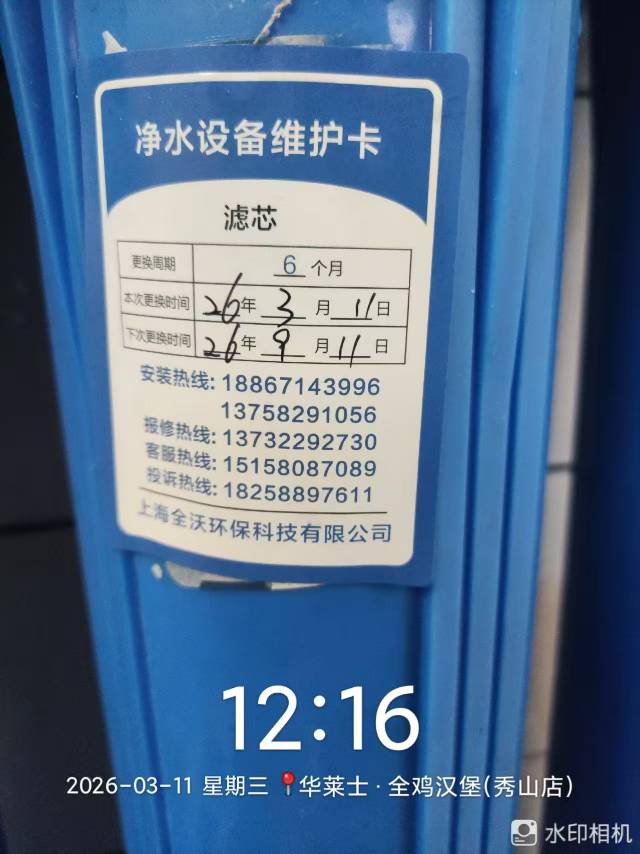 净水设备维护卡
滤芯
更换周期 6 个月
本次更换时间 26年 3 月 11日
下次更换时间 26年 9 月 11日
安装热线: 18867143996
13758291056
报修热线: 13732292730
客服热线: 15158087089
投诉热线: 18258897611
上海全沃环保科技有限公司
12:16
2026-03-11 星期三 华莱士·全鸡汉堡(秀山店)
水印相机